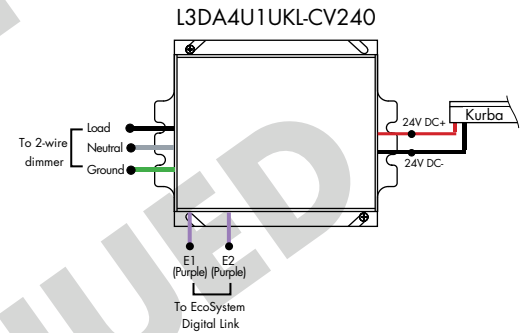 L3DA4U1UKL-CV240
Load
To 2-wire
dimmer
Neutral
Ground
24V DC+
24V DC-
Kurba
E1
(Purple)
E2
(Purple)
To EcoSystem
Digital Link
UED